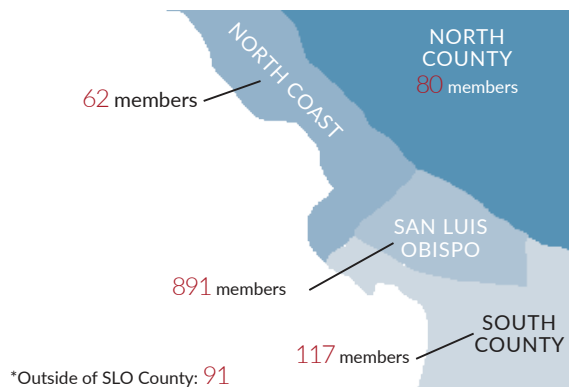 NORTH
COUNTY
80 members
NORTH COAST
62 members
SAN LUIS
OBISPO
891 members
SOUTH
COUNTY
117 members
*Outside of SLO County: 91